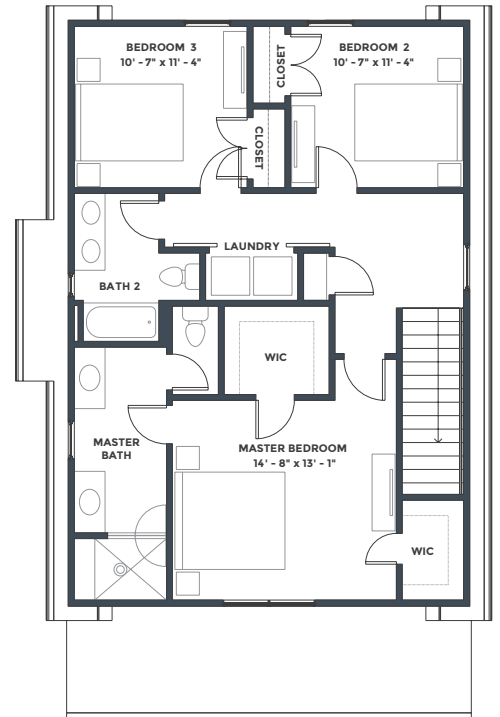 BEDROOM 3
10' - 7" x 11' - 4"
CLOSET
BEDROOM 2
10' - 7" x 11' - 4"
CLOSET
LAUNDRY
BATH 2
WIC
MASTER
BATH
MASTER BEDROOM
14' - 8" x 13' - 1"
WIC